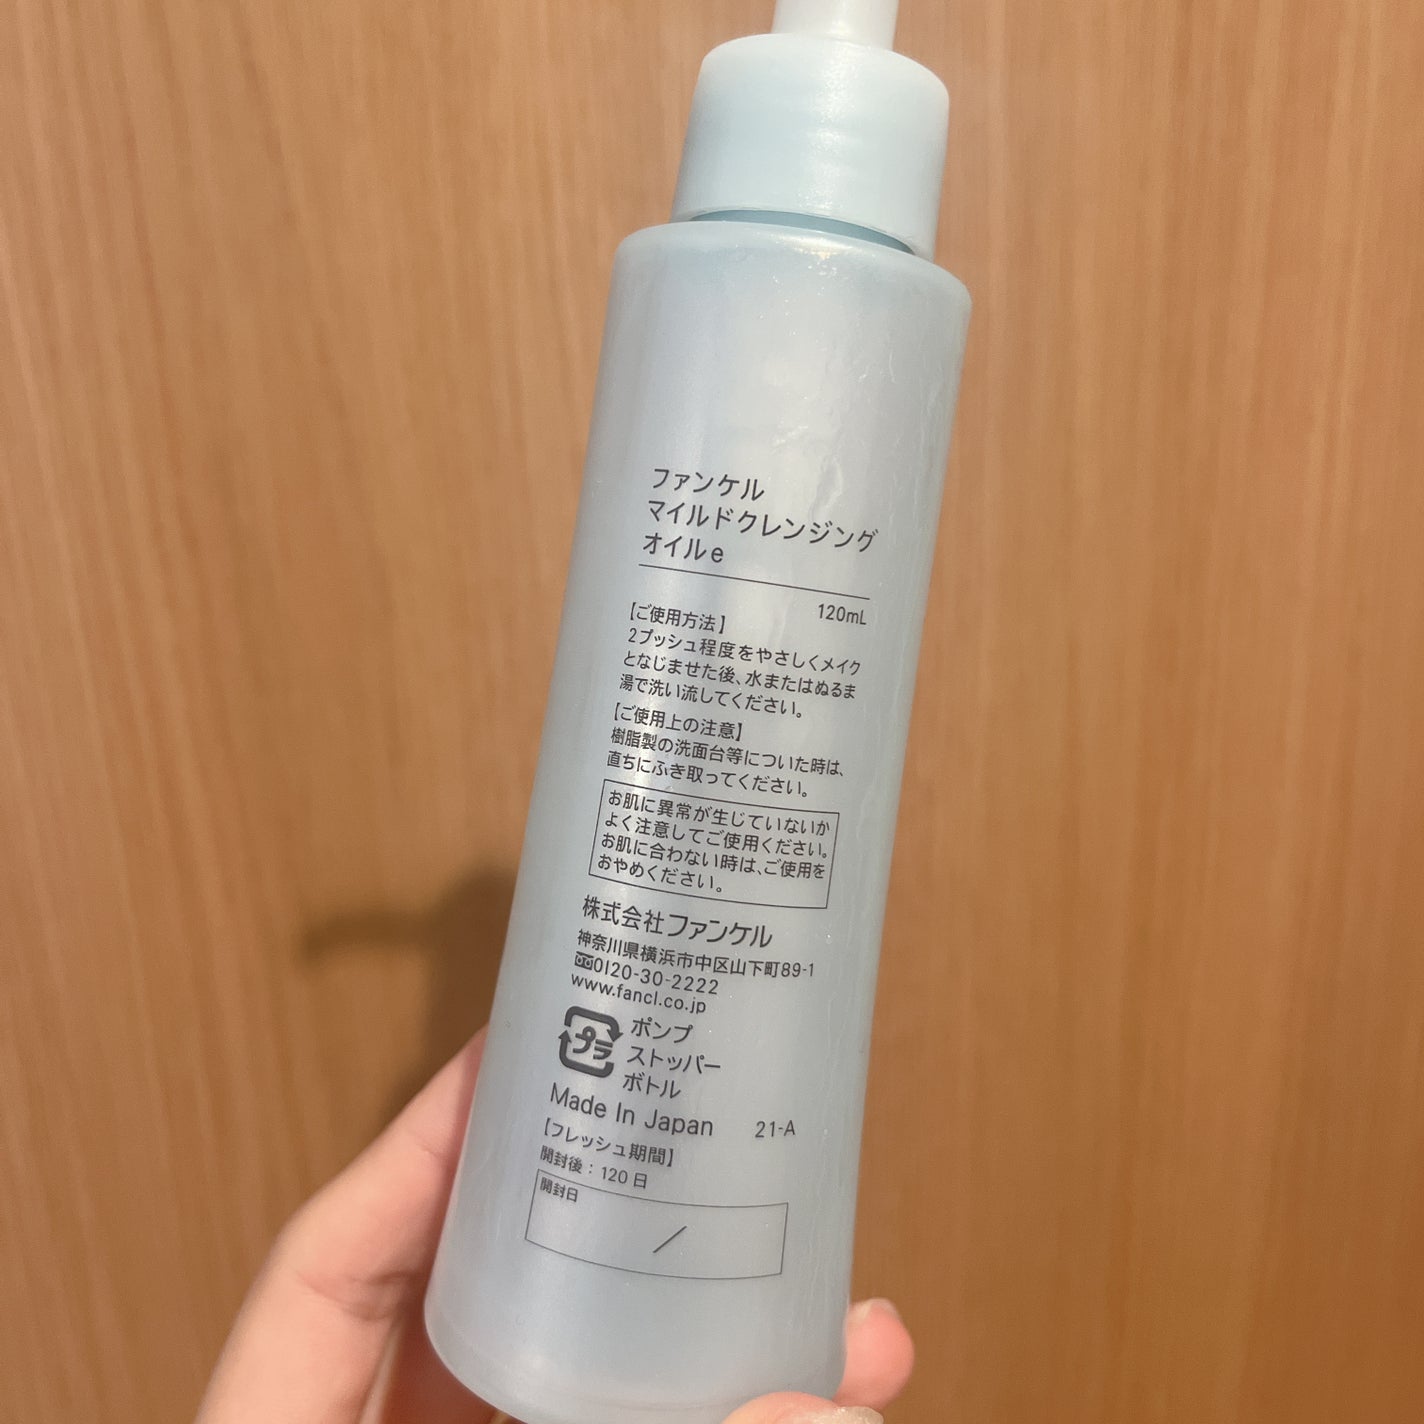 ファンケル
マイルドクレンジング
オイルe
120mL
【ご使用方法】
2プッシュ程度をやさしくメイク
となじませた後、水またはぬるま
湯で洗い流してください。
【ご使用上の注意】
樹脂製の洗面台等についた時は、
直ちにふき取ってください。
お肌に異常が生じていないか
よく注意してご使用ください。
お肌に合わない時は、ご使用を
おやめください。
株式会社ファンケル
神奈川県横浜市中区山下町89-1
0120-30-2222
www.fancl.co.jp
プラ
ポンプ
ストッパー
ボトル
Made In Japan 21-A
【フレッシュ期間】
開封後：120日
開封日
／